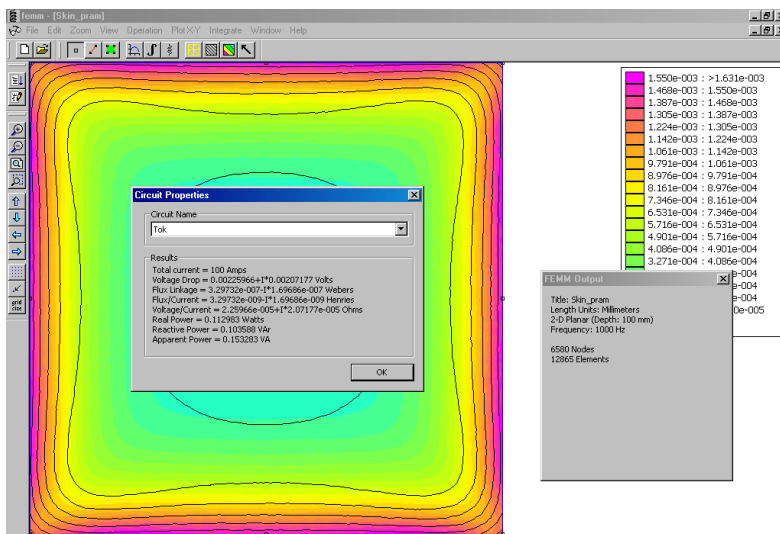 femm - [Skin_pram]
File Edit Zoom View Operation Plot X-Y Integrate Window Help
1.550e-003 : >1.631e-003
1.468e-003 : 1.550e-003
1.387e-003 : 1.468e-003
1.305e-003 : 1.387e-003
1.224e-003 : 1.305e-003
1.142e-003 : 1.224e-003
1.061e-003 : 1.142e-003
9.791e-004 : 1.061e-003
8.976e-004 : 9.791e-004
8.161e-004 : 8.976e-004
7.346e-004 : 8.161e-004
6.531e-004 : 7.346e-004
5.716e-004 : 6.531e-004
4.901e-004 : 5.716e-004
4.086e-004 : 4.901e-004
3.271e-004 : 4.086e-004
e-004
e-004
e-004
0e-005
grid
size
Circuit Properties
Circuit Name
Tok
Results
Total current = 100 Amps
Voltage Drop = 0.00225966+I*0.00207177 Volts
Flux Linkage = 3.29732e-007-I*1.69686e-007 Webers
Flux/Current = 3.29732e-009-I*1.69686e-009 Henries
Voltage/Current = 2.25966e-005+I*2.07177e-005 Ohms
Real Power = 0.112983 Watts
Reactive Power = 0.103588 VAr
Apparent Power = 0.153283 VA
OK
FEMM Output
Title: Skin_pram
Length Units: Millimeters
2-D Planar (Depth: 100 mm)
Frequency: 1000 Hz
6580 Nodes
12865 Elements